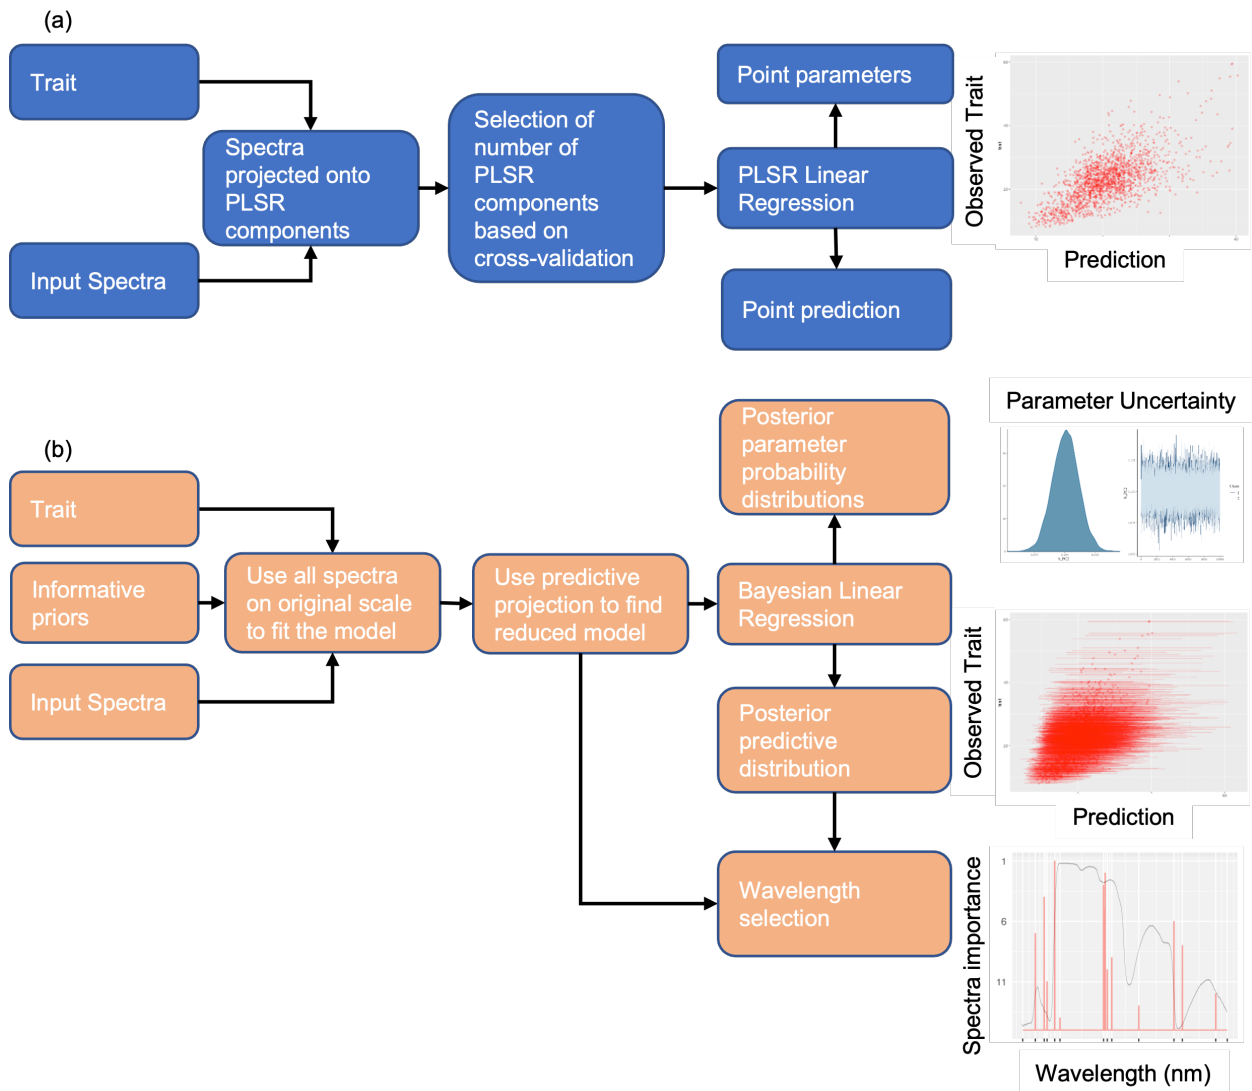 (a)
Trait
Input Spectra
Spectra
projected onto
PLSR
components
Selection of
number of
PLSR
components
based on
cross-validation
Point parameters
PLSR Linear
Regression
Point prediction
Observed Trait
Prediction
(b)
Trait
Informative
priors
Input Spectra
Use all spectra
on original scale
to fit the model
Use predictive
projection to find
reduced model
Posterior
parameter
probability
distributions
Bayesian Linear
Regression
Posterior
predictive
distribution
Wavelength
selection
Parameter Uncertainty
Observed Trait
Prediction
Spectra importance
1
6
11
Wavelength (nm)